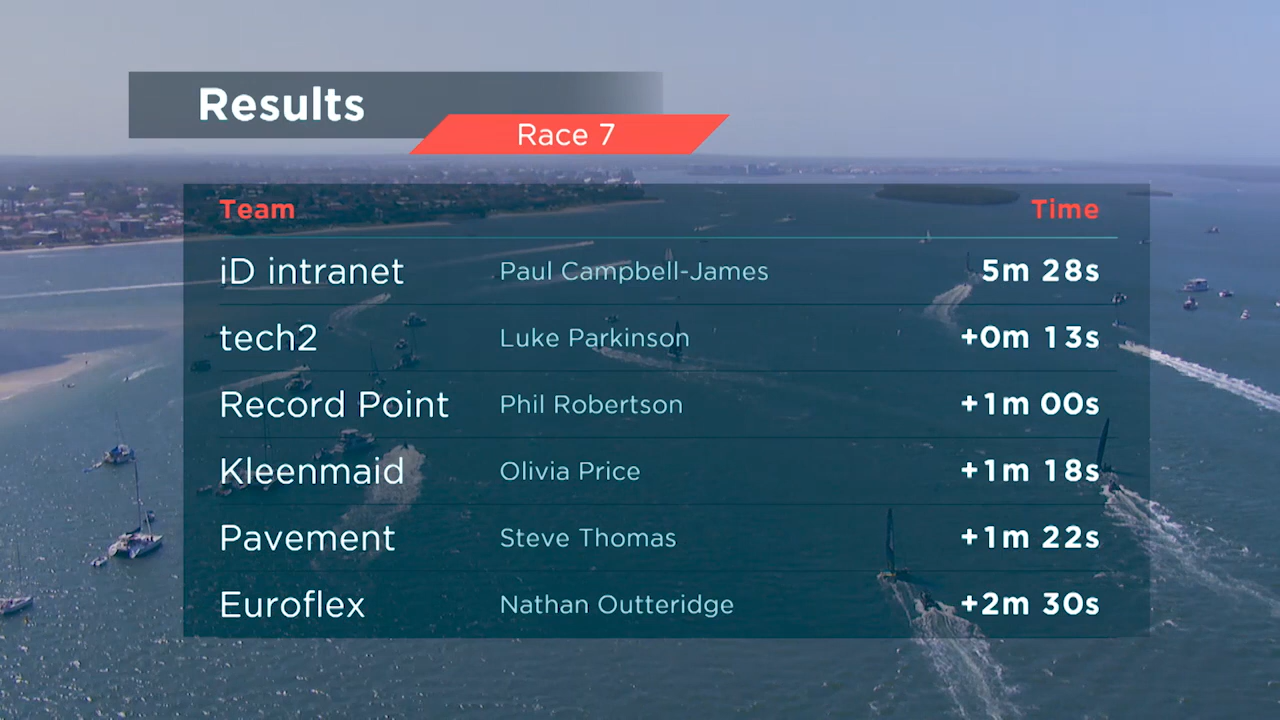 Results
Race 7
Team Time
iD intranet Paul Campbell-James 5m 28s
tech2 Luke Parkinson +0m 13s
Record Point Phil Robertson +1m 00s
Kleenmaid Olivia Price +1m 18s
Pavement Steve Thomas +1m 22s
Euroflex Nathan Outteridge +2m 30s